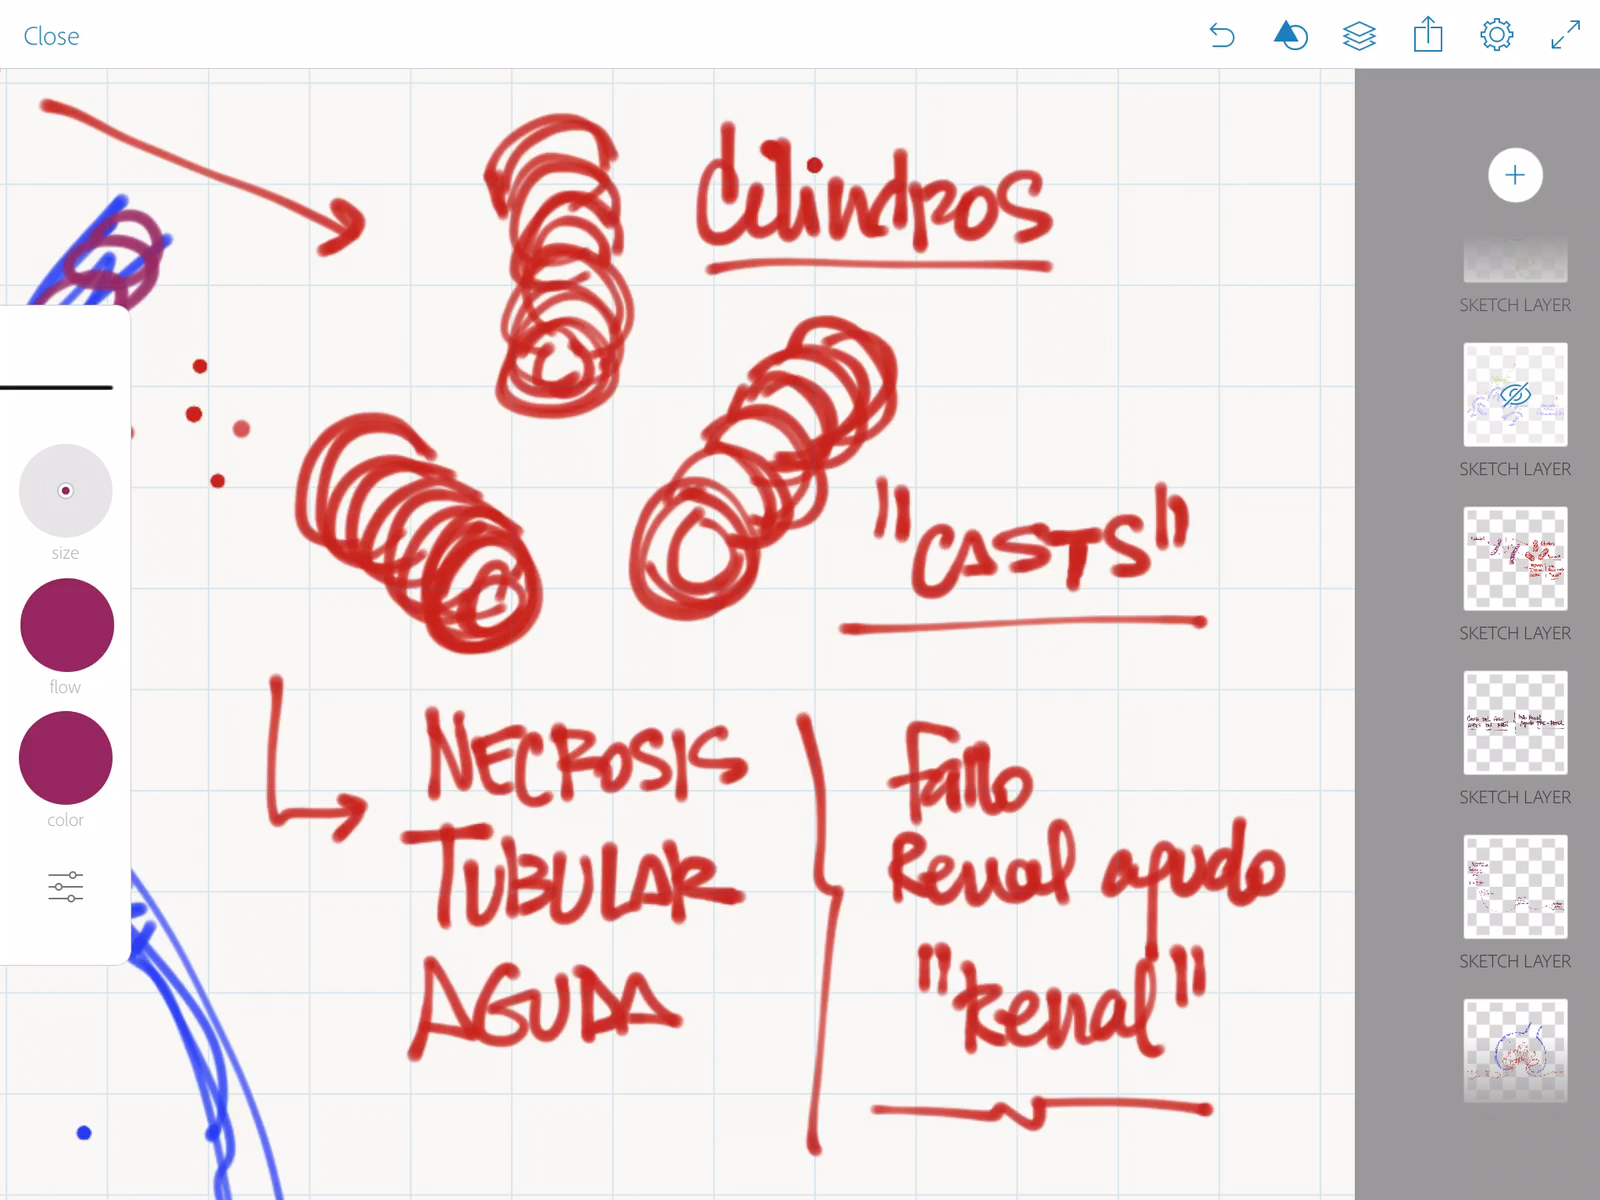 Close
Cilindros
"CASTS"
size
flow
color
NECROSIS
TUBULAR
AGUDA
Fallo
Renal agudo
"Renal"
SKETCH LAYER
SKETCH LAYER
SKETCH LAYER
SKETCH LAYER
SKETCH LAYER